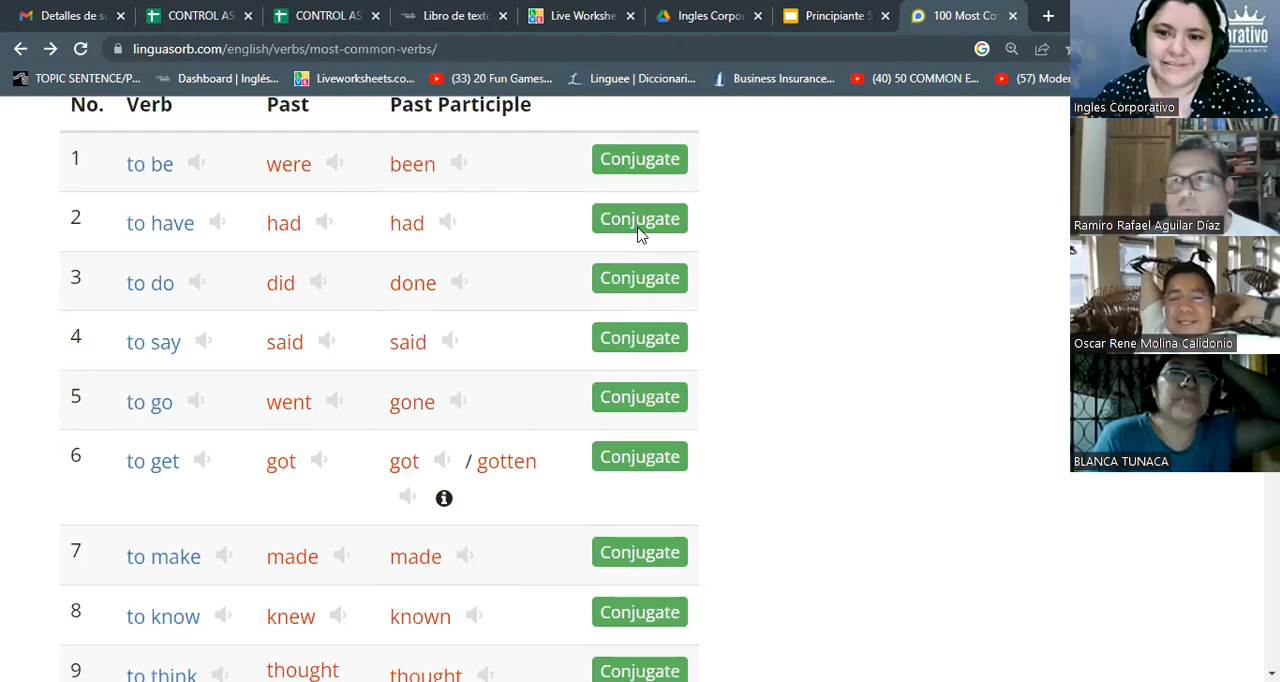 Detalles de su
CONTROL AS
CONTROL AS
Libro de texto
Live Workshe
Ingles Corpor
Principiante 5
100 Most Co
linguasorb.com/english/verbs/most-common-verbs/
TOPIC SENTENCE/P...
Dashboard | Inglés...
Liveworksheets.co...
(33) 20 Fun Games...
Linguee | Diccionari...
Business Insurance...
(40) 50 COMMON E...
(57) Moder
No. Verb Past Past Participle
1 to be were been Conjugate
2 to have had had Conjugate
3 to do did done Conjugate
4 to say said said Conjugate
5 to go went gone Conjugate
6 to get got got / gotten Conjugate
7 to make made made Conjugate
8 to know knew known Conjugate
9 to think thought thought Conjugate
rativo
Ingles Corporativo
Ramiro Rafael Aguilar Díaz
Oscar Rene Molina Calidonio
BLANCA TUNACA